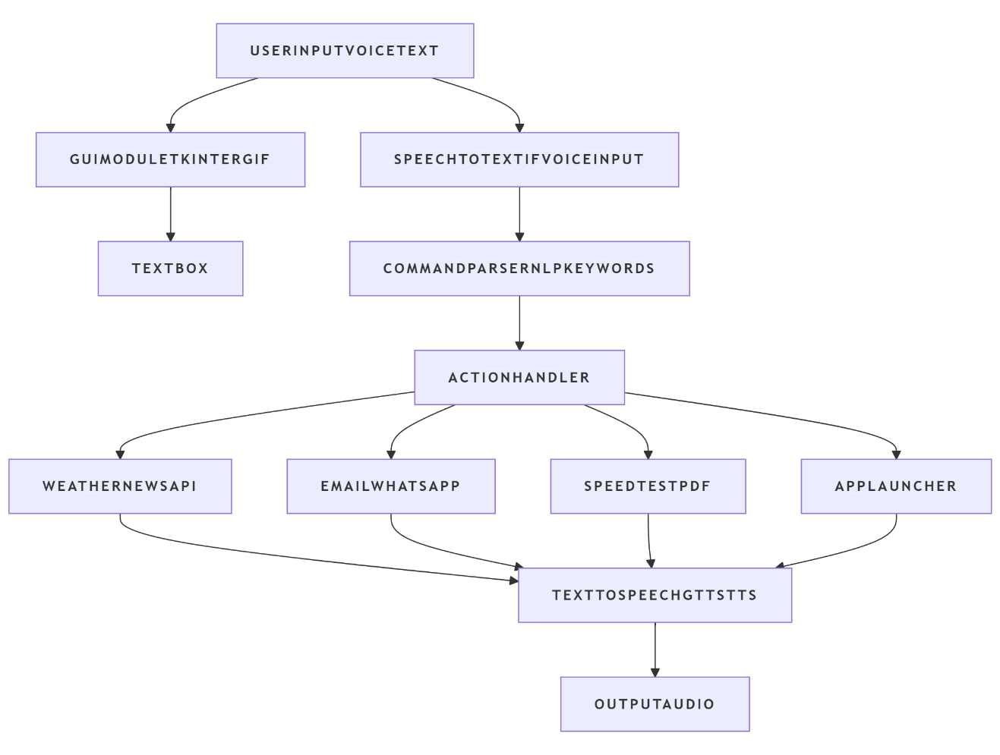 USERINPUTVOICETEXT
GUIMODULETKINTERGIF
SPEECHTOTEXTIFVOICEINPUT
TEXTBOX
COMMANDPARSERNLPKEYWORDS
ACTIONHANDLER
WEATHERNEWSAPI
EMAILWHATSAPP
SPEEDTESTPDF
APPLAUNCHER
TEXTTOSPEECHGTTSTTS
OUTPUTAUDIO